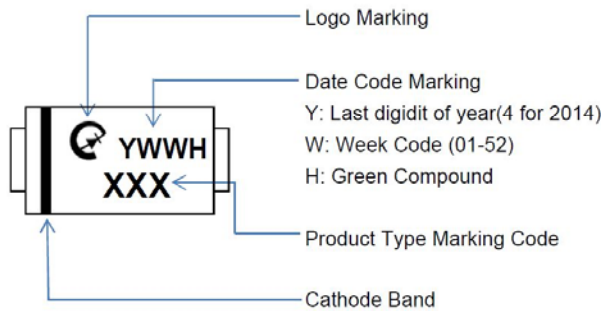 Logo Marking
Date Code Marking
Y: Last digidit of year(4 for 2014)
W: Week Code (01-52)
H: Green Compound
YWWH
XXX
Product Type Marking Code
Cathode Band